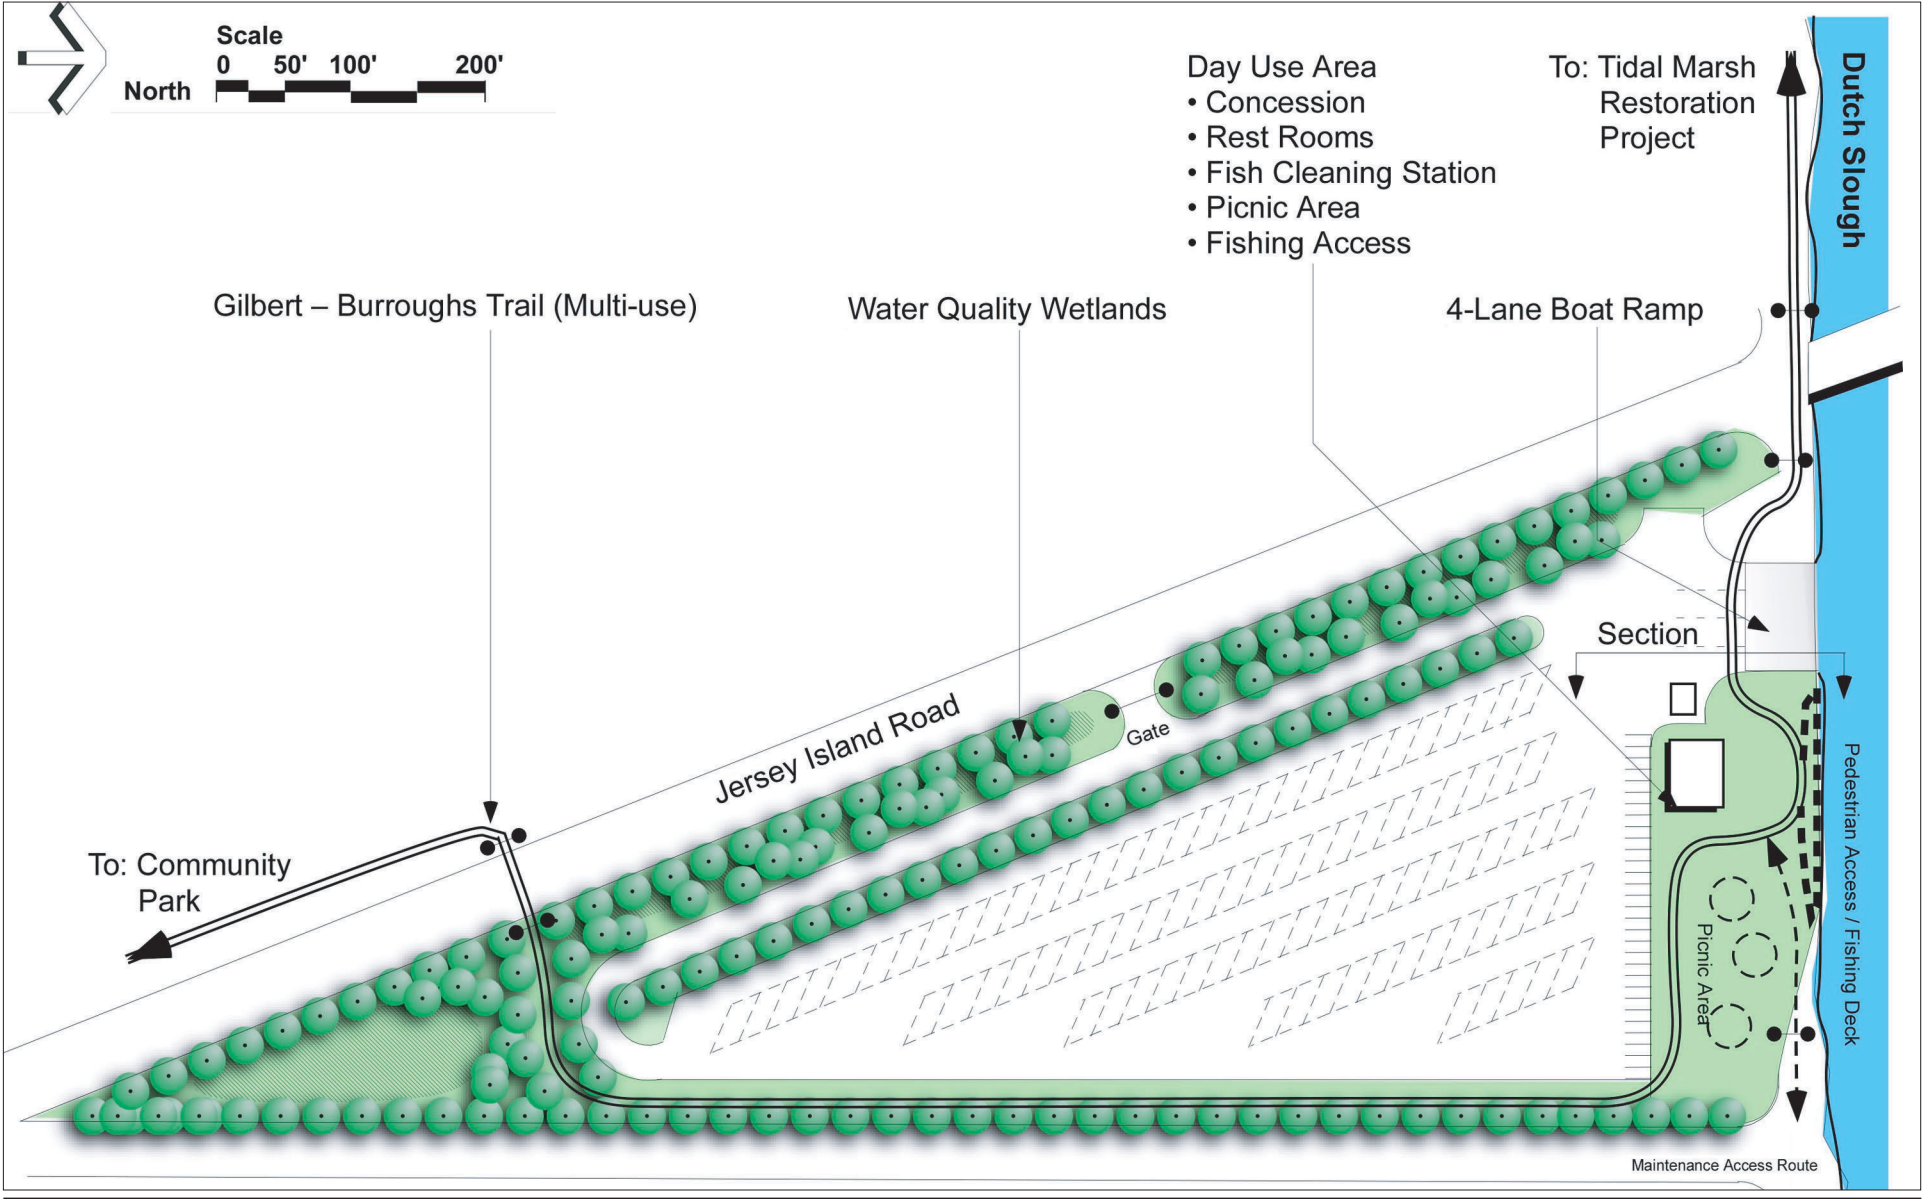 Scale
0 50' 100' 200'
North
Day Use Area
• Concession
• Rest Rooms
• Fish Cleaning Station
• Picnic Area
• Fishing Access
To: Tidal Marsh
Restoration
Project
Dutch Slough
Gilbert – Burroughs Trail (Multi-use)
Water Quality Wetlands
4-Lane Boat Ramp
Section
Jersey Island Road
Gate
To: Community
Park
Picnic Area
Pedestrian Access / Fishing Deck
Maintenance Access Route